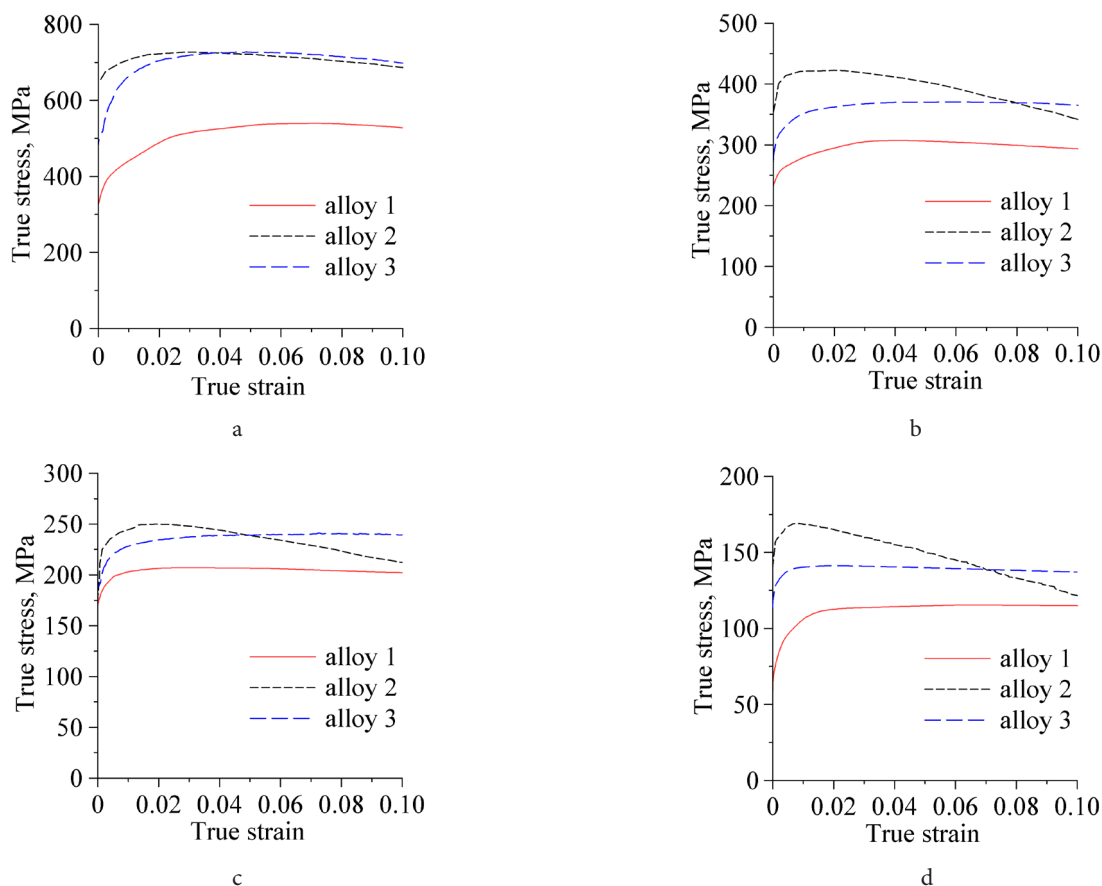 800
600
400
200
0
True stress, MPa
alloy 1
alloy 2
alloy 3
0 0.02 0.04 0.06 0.08 0.10
True strain
a
500
400
300
200
100
0
True stress, MPa
alloy 1
alloy 2
alloy 3
0 0.02 0.04 0.06 0.08 0.10
True strain
b
300
250
200
150
100
50
0
True stress, MPa
alloy 1
alloy 2
alloy 3
0 0.02 0.04 0.06 0.08 0.10
True strain
c
200
150
100
50
0
True stress, MPa
alloy 1
alloy 2
alloy 3
0 0.02 0.04 0.06 0.08 0.10
True strain
d